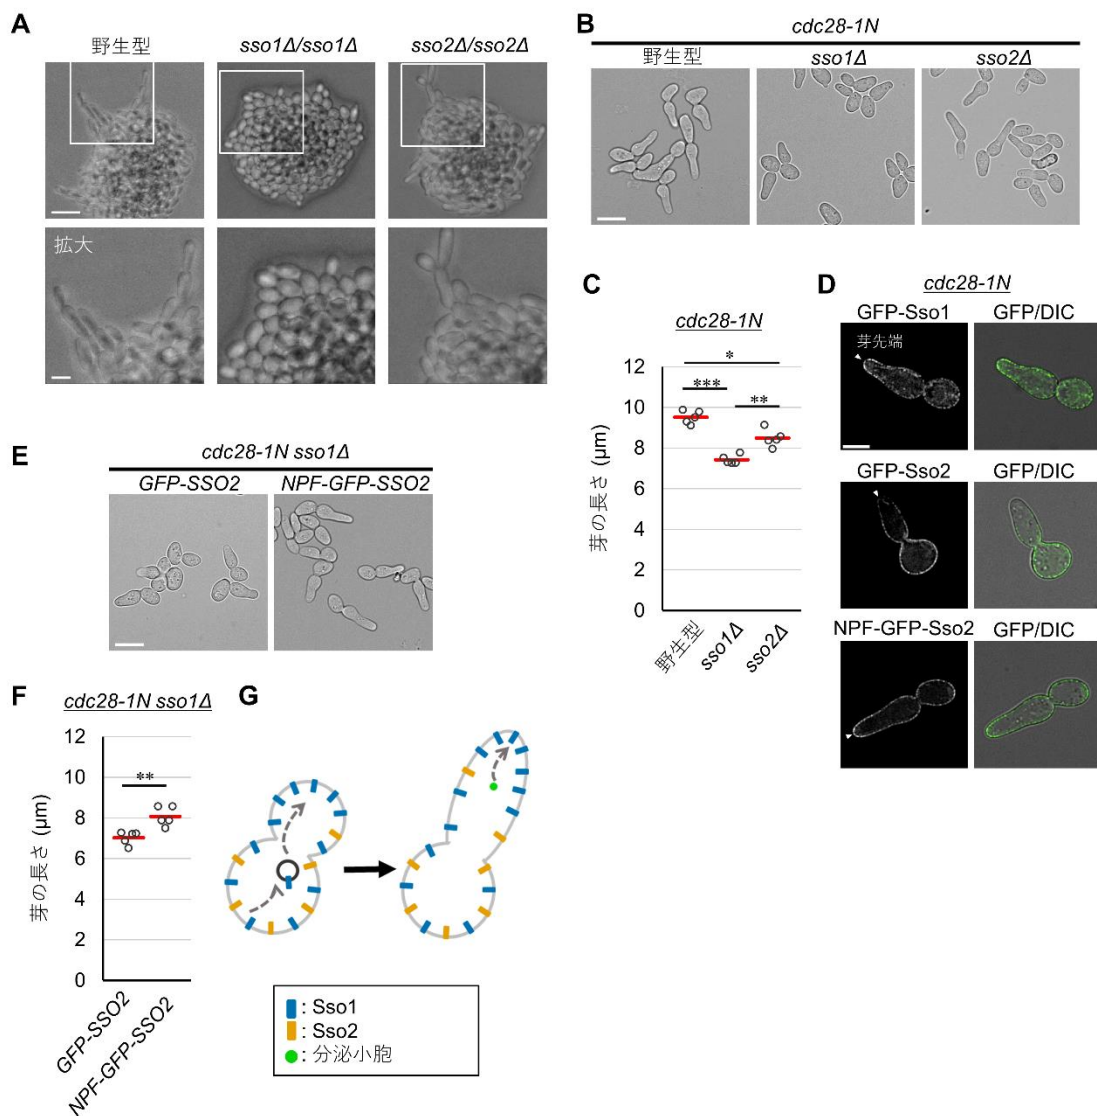 A
野生型
sso1Δ/sso1Δ
sso2Δ/sso2Δ
拡大
B
cdc28-1N
野生型
sso1Δ
sso2Δ
C
cdc28-1N
芽の長さ (μm)
12
10
8
6
4
2
0
*
***
**
野生型
sso1Δ
sso2Δ
D
cdc28-1N
GFP-Sso1
GFP/DIC
芽先端
GFP-Sso2
GFP/DIC
NPF-GFP-Sso2
GFP/DIC
E
cdc28-1N sso1Δ
GFP-SSO2
NPF-GFP-SSO2
F
cdc28-1N sso1Δ
芽の長さ (μm)
12
10
8
6
4
2
0
**
GFP-SSO2
NPF-GFP-SSO2
G
: Sso1
: Sso2
: 分泌小胞